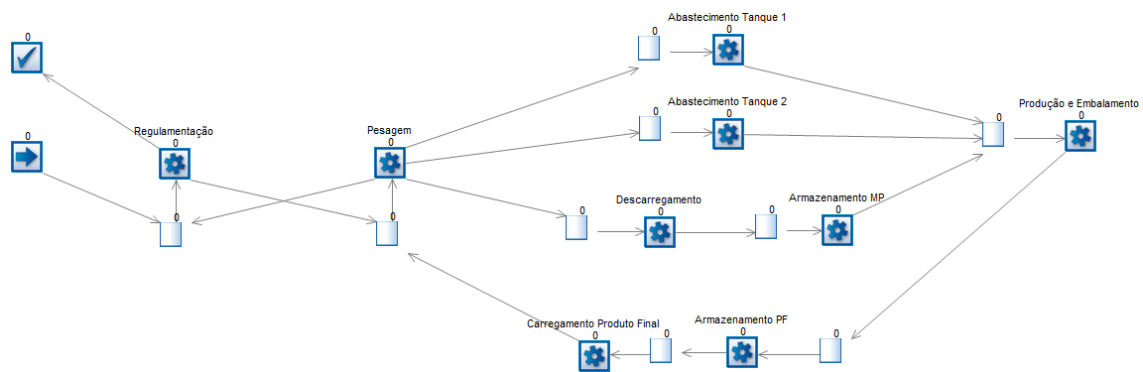 Abastecimento Tanque 1
0
0
0
Abastecimento Tanque 2
0
0
Produção e Embalamento
0
0
Regulamentação
0
Pesagem
0
0
0
0
Descarregamento
0
0
Armazenamento MP
0
0
Carregamento Produto Final
0
0
Armazenamento PF
0
0